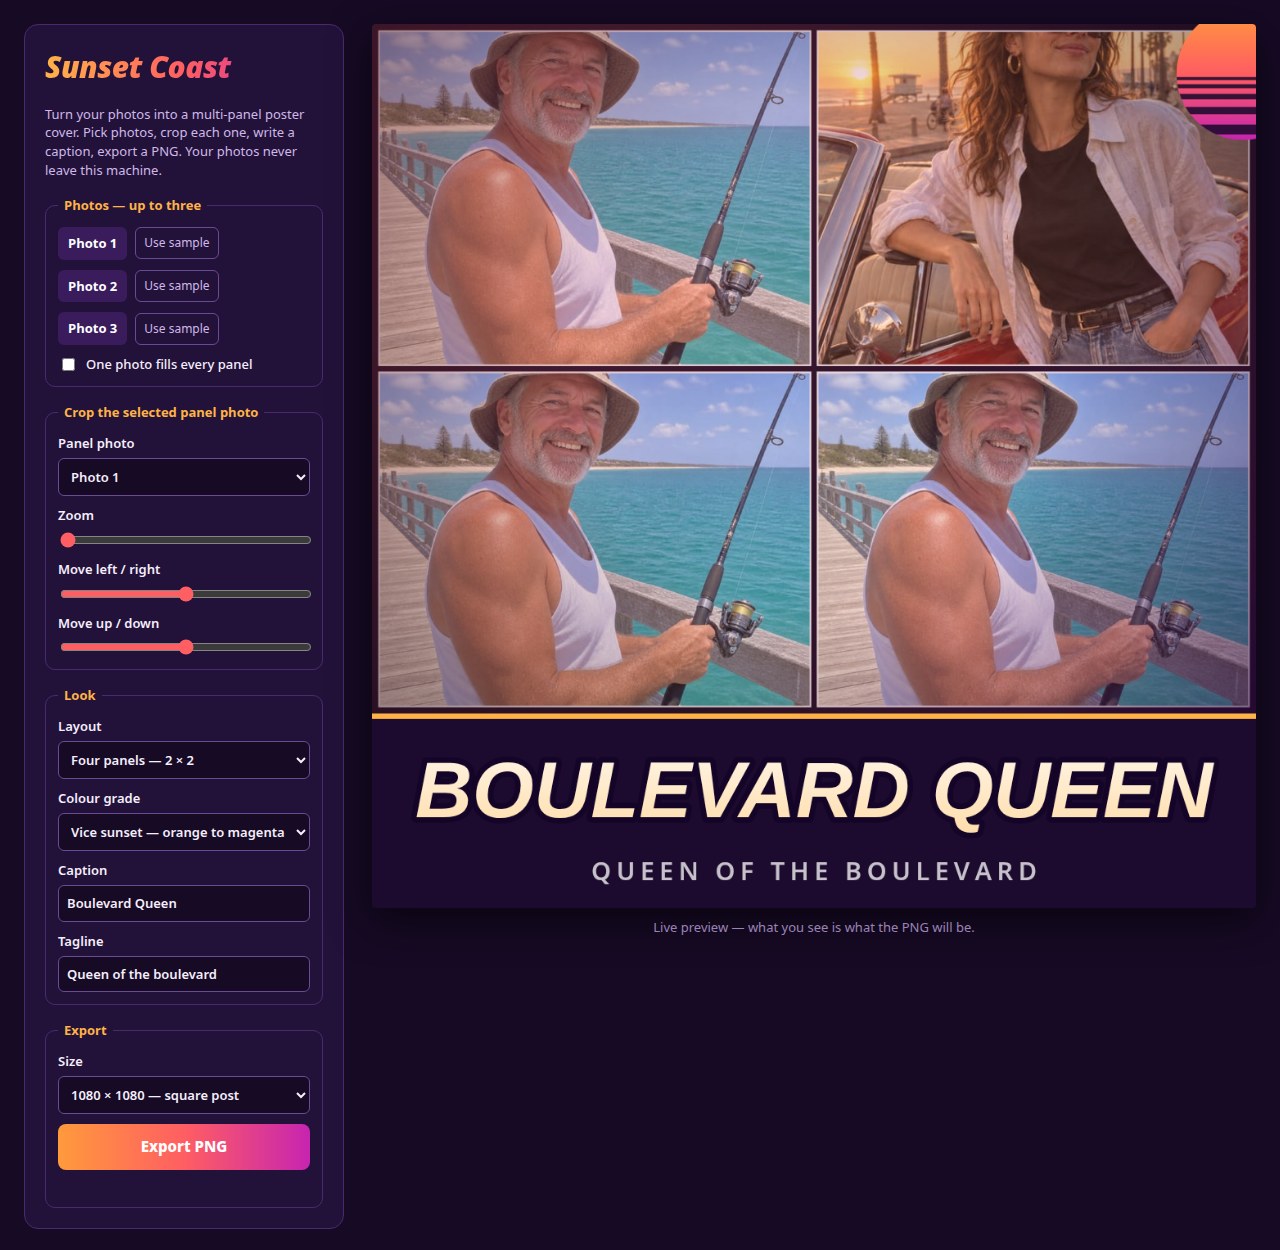 Sunset Coast
Turn your photos into a multi-panel poster
cover. Pick photos, crop each one, write a
caption, export a PNG. Your photos never
leave this machine.
Photos — up to three
Photo 1 Use sample
Photo 2 Use sample
Photo 3 Use sample
One photo fills every panel
Crop the selected panel photo
Panel photo
Photo 1
Zoom
Move left / right
Move up / down
Look
Layout
Four panels — 2 × 2
Colour grade
Vice sunset — orange to magenta
Caption
Boulevard Queen
Tagline
Queen of the boulevard
Export
Size
1080 × 1080 — square post
Export PNG
BOULEVARD QUEEN
QUEEN OF THE BOULEVARD
Live preview — what you see is what the PNG will be.